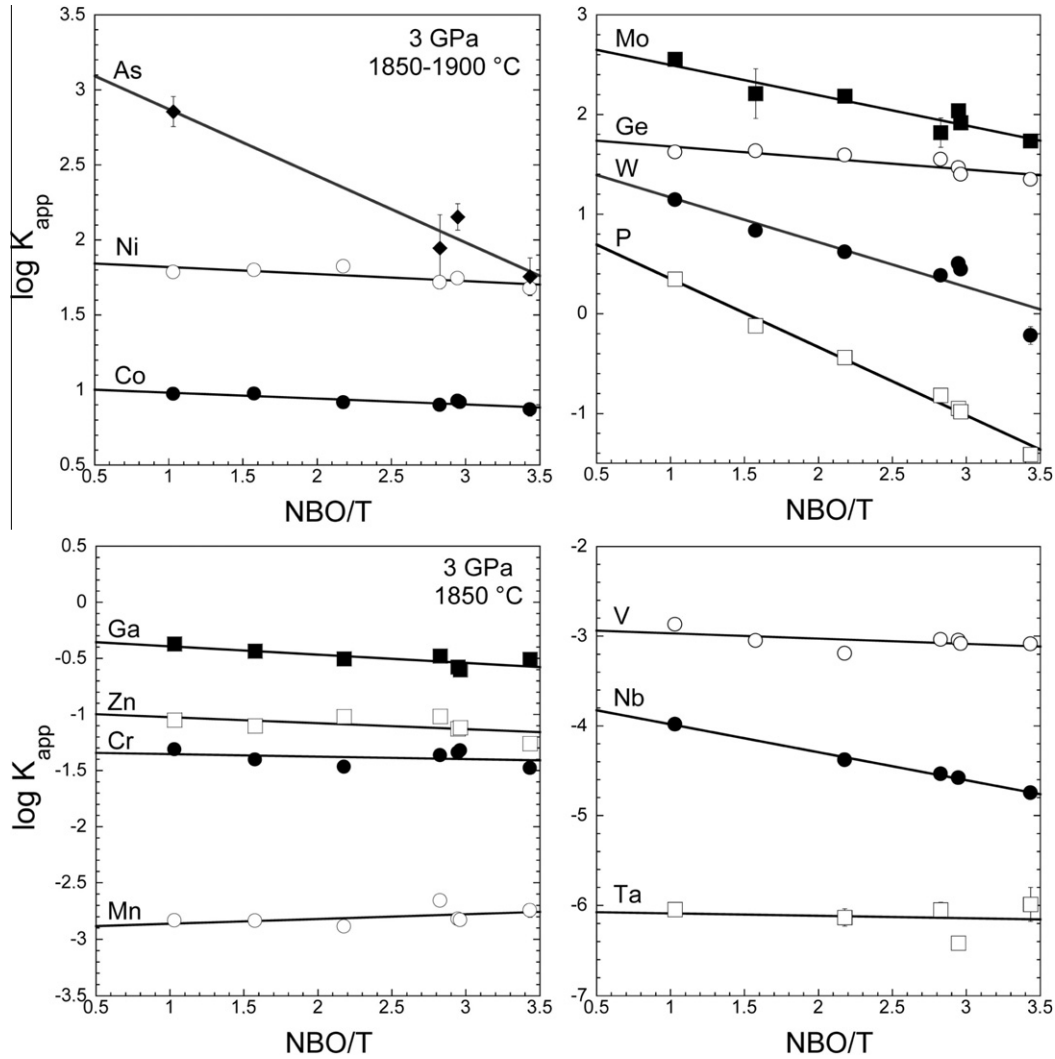 3.5
3
2.5
2
1.5
1
0.5
log K_app
3 GPa
1850-1900 °C
As
Ni
Co
0.5 1 1.5 2 2.5 3 3.5
NBO/T
3
2
1
0
-1
Mo
Ge
W
P
0.5 1 1.5 2 2.5 3 3.5
NBO/T
0.5
0
-0.5
-1
-1.5
-2
-2.5
-3
-3.5
log K_app
3 GPa
1850 °C
Ga
Zn
Cr
Mn
0.5 1 1.5 2 2.5 3 3.5
NBO/T
-2
-3
-4
-5
-6
-7
V
Nb
Ta
0.5 1 1.5 2 2.5 3 3.5
NBO/T